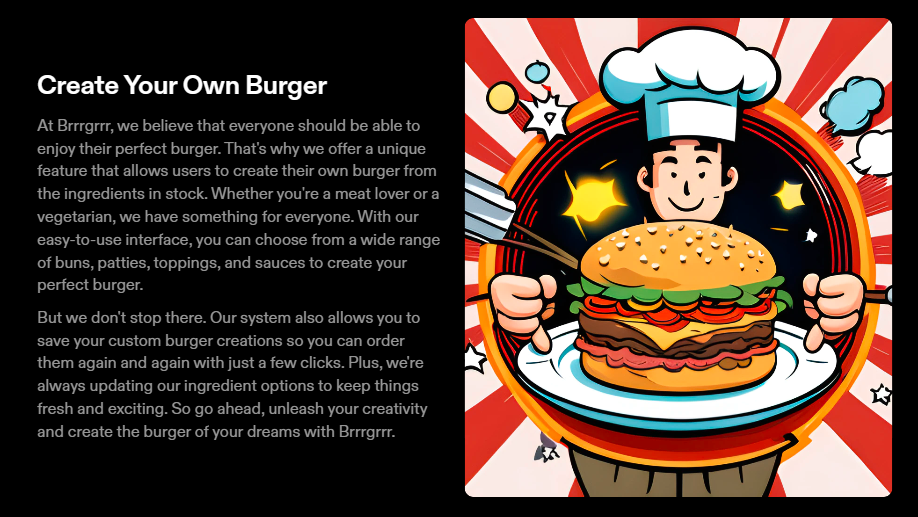 Create Your Own Burger
At Brrrgrrr, we believe that everyone should be able to
enjoy their perfect burger. That's why we offer a unique
feature that allows users to create their own burger from
the ingredients in stock. Whether you're a meat lover or a
vegetarian, we have something for everyone. With our
easy-to-use interface, you can choose from a wide range
of buns, patties, toppings, and sauces to create your
perfect burger.
But we don't stop there. Our system also allows you to
save your custom burger creations so you can order
them again and again with just a few clicks. Plus, we're
always updating our ingredient options to keep things
fresh and exciting. So go ahead, unleash your creativity
and create the burger of your dreams with Brrrgrrr.